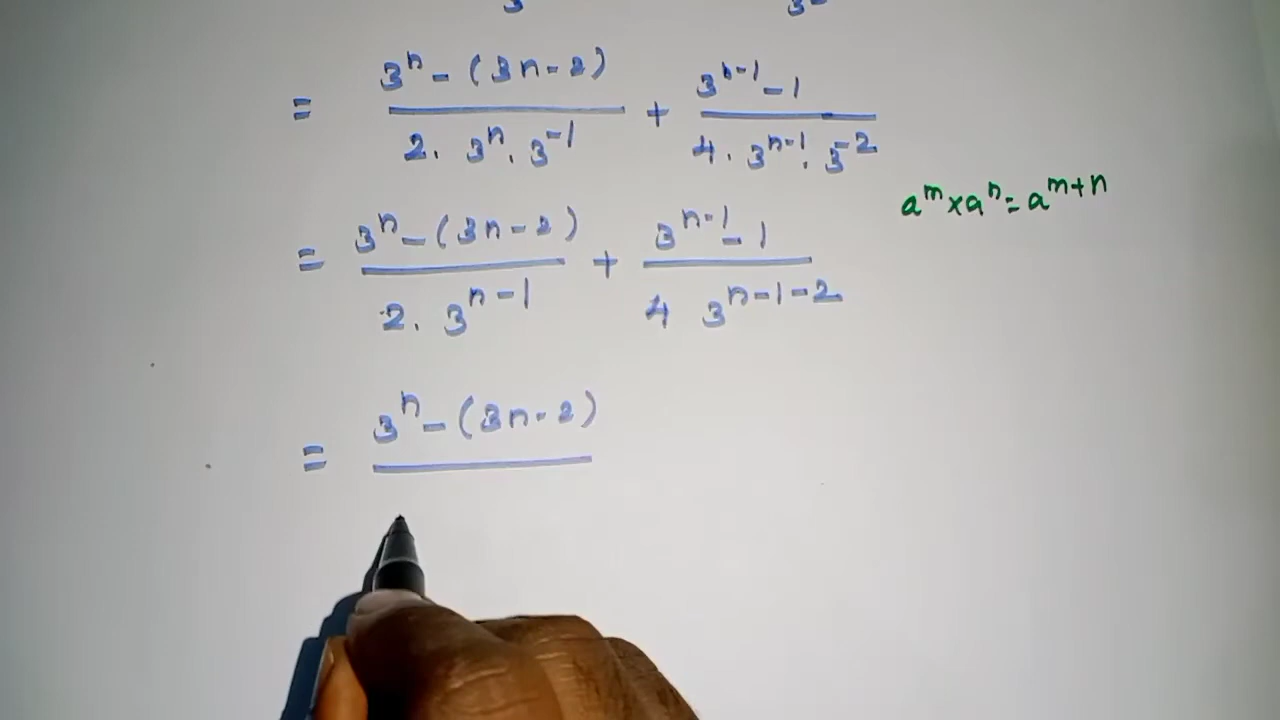 = (3^n - (3n-2))/(2. 3^n. 3^-1) + (3^(n-1) - 1)/(4. 3^(n-1). 3^-2)
a^m x a^n = a^(m+n)
= (3^n - (3n-2))/(2. 3^(n-1)) + (3^(n-1) - 1)/(4 3^(n-1-2))
= 3^n - (3n-2)